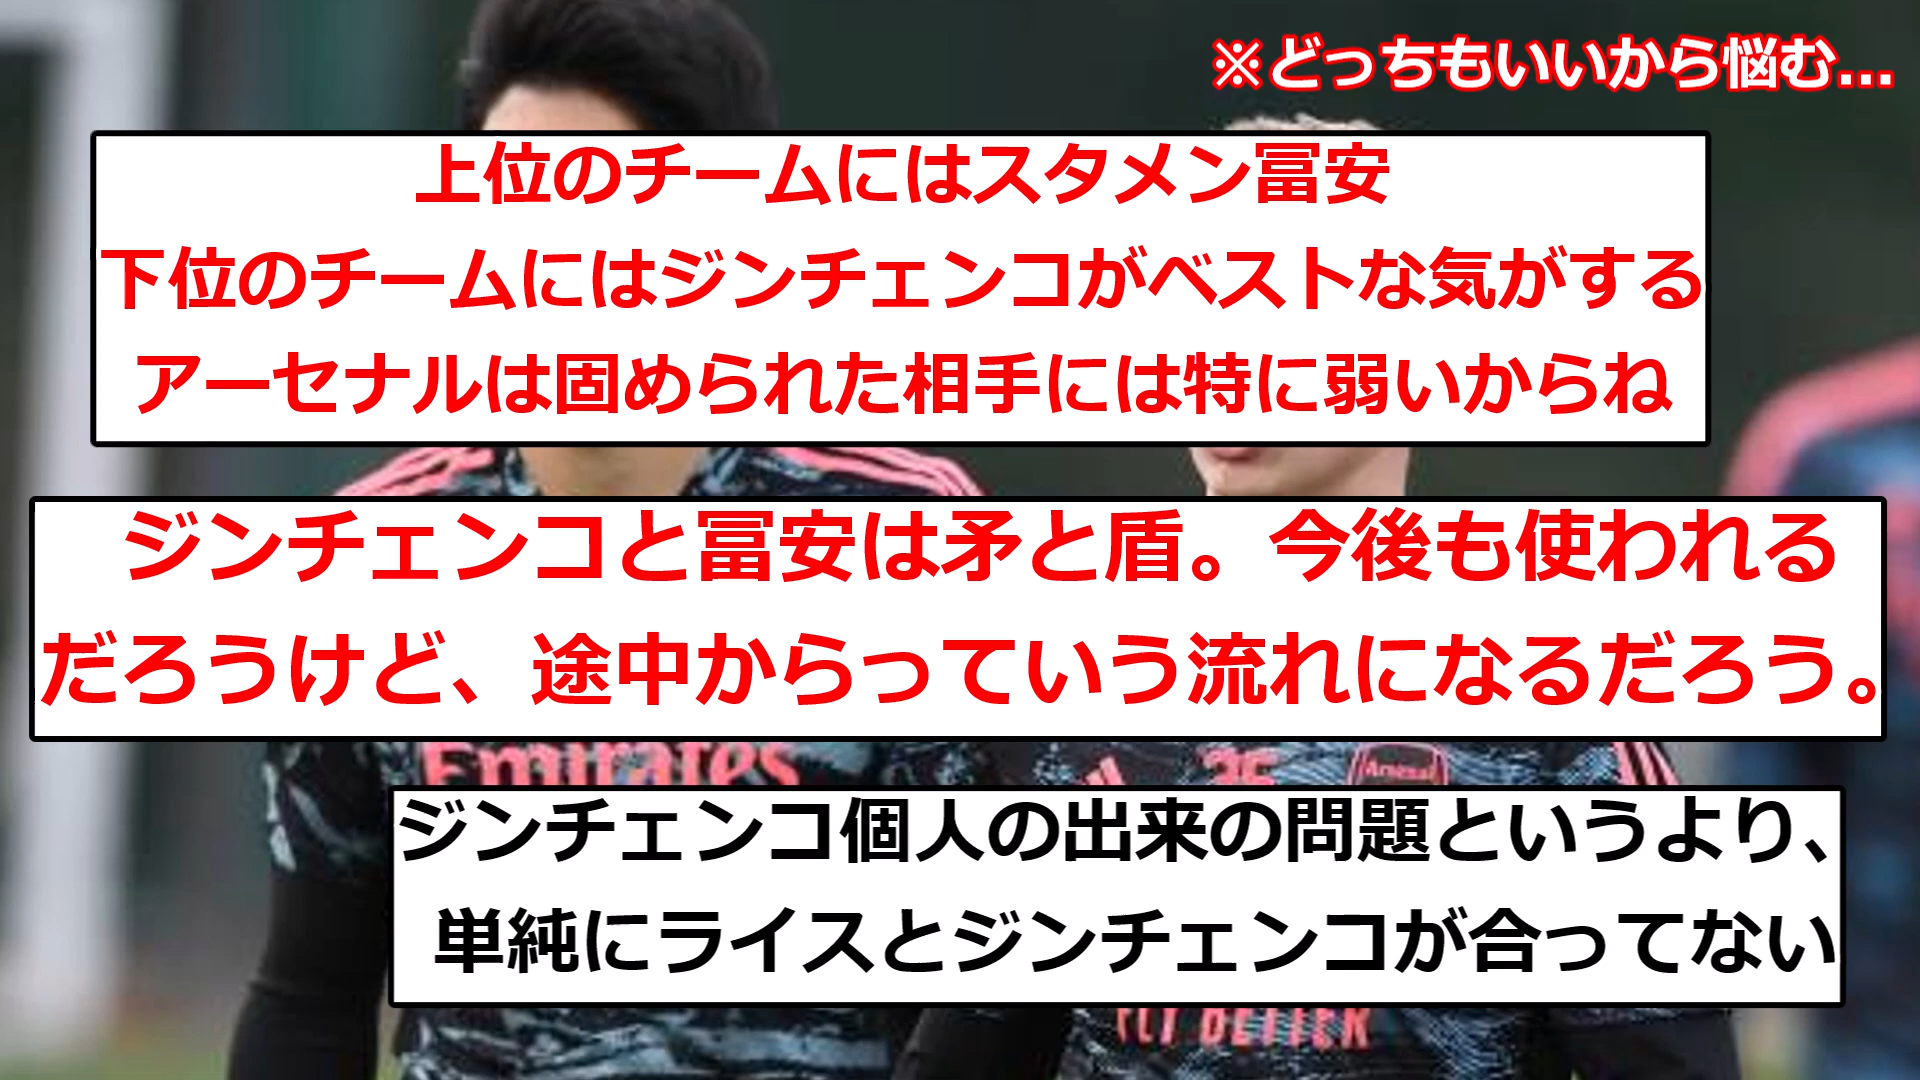 ※どっちもいいから悩む...
上位のチームにはスタメン冨安
下位のチームにはジンチェンコがベストな気がする
アーセナルは固められた相手には特に弱いからね
ジンチェンコと冨安は矛と盾。今後も使われる
だろうけど、途中からっていう流れになるだろう。
Emirates
Arsenal
ジンチェンコ個人の出来の問題というより、
単純にライスとジンチェンコが合ってない
FLY BETTER